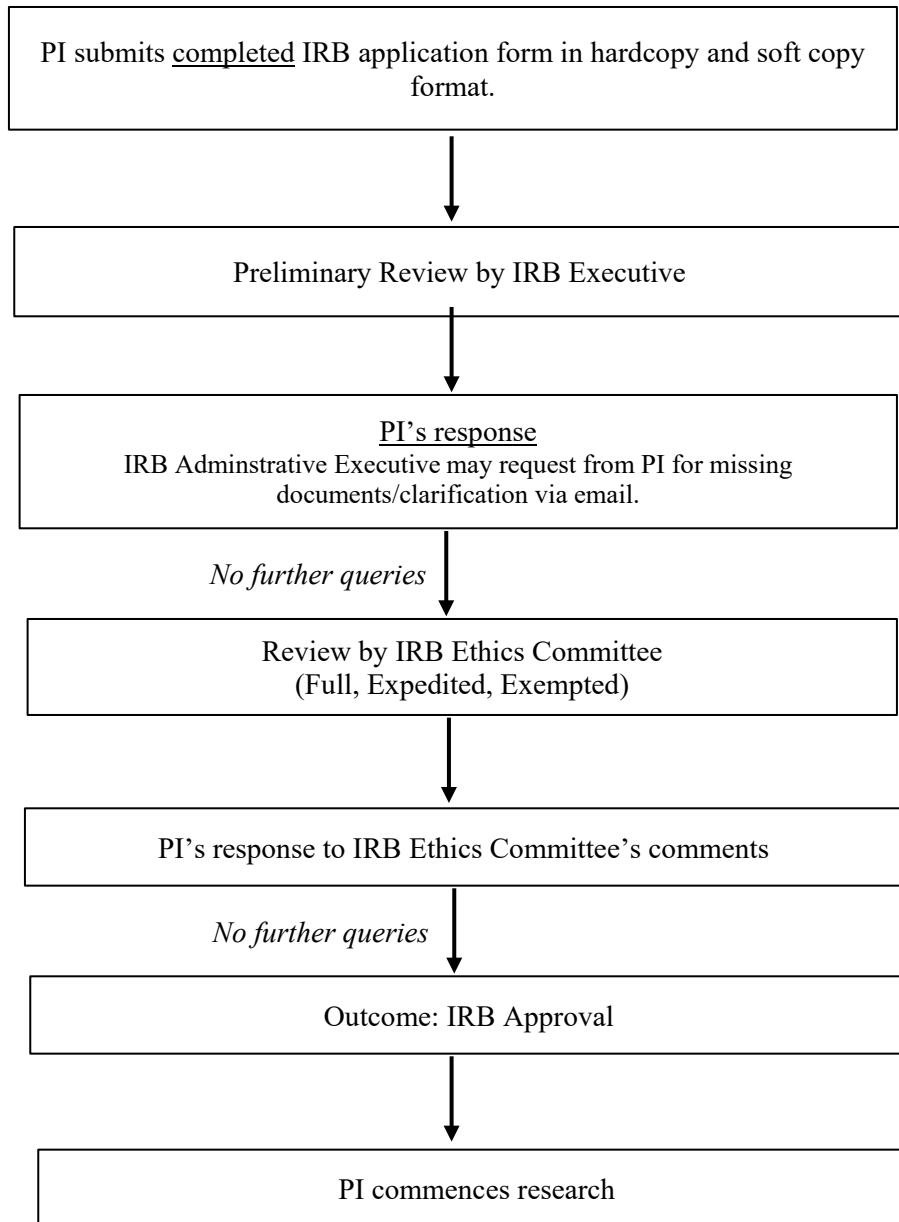 PI submits completed IRB application form in hardcopy and soft copy
format.
Preliminary Review by IRB Executive
PI’s response
IRB Adminstrative Executive may request from PI for missing
documents/clarification via email.
No further queries
Review by IRB Ethics Committee
(Full, Expedited, Exempted)
PI’s response to IRB Ethics Committee’s comments
No further queries
Outcome: IRB Approval
PI commences research